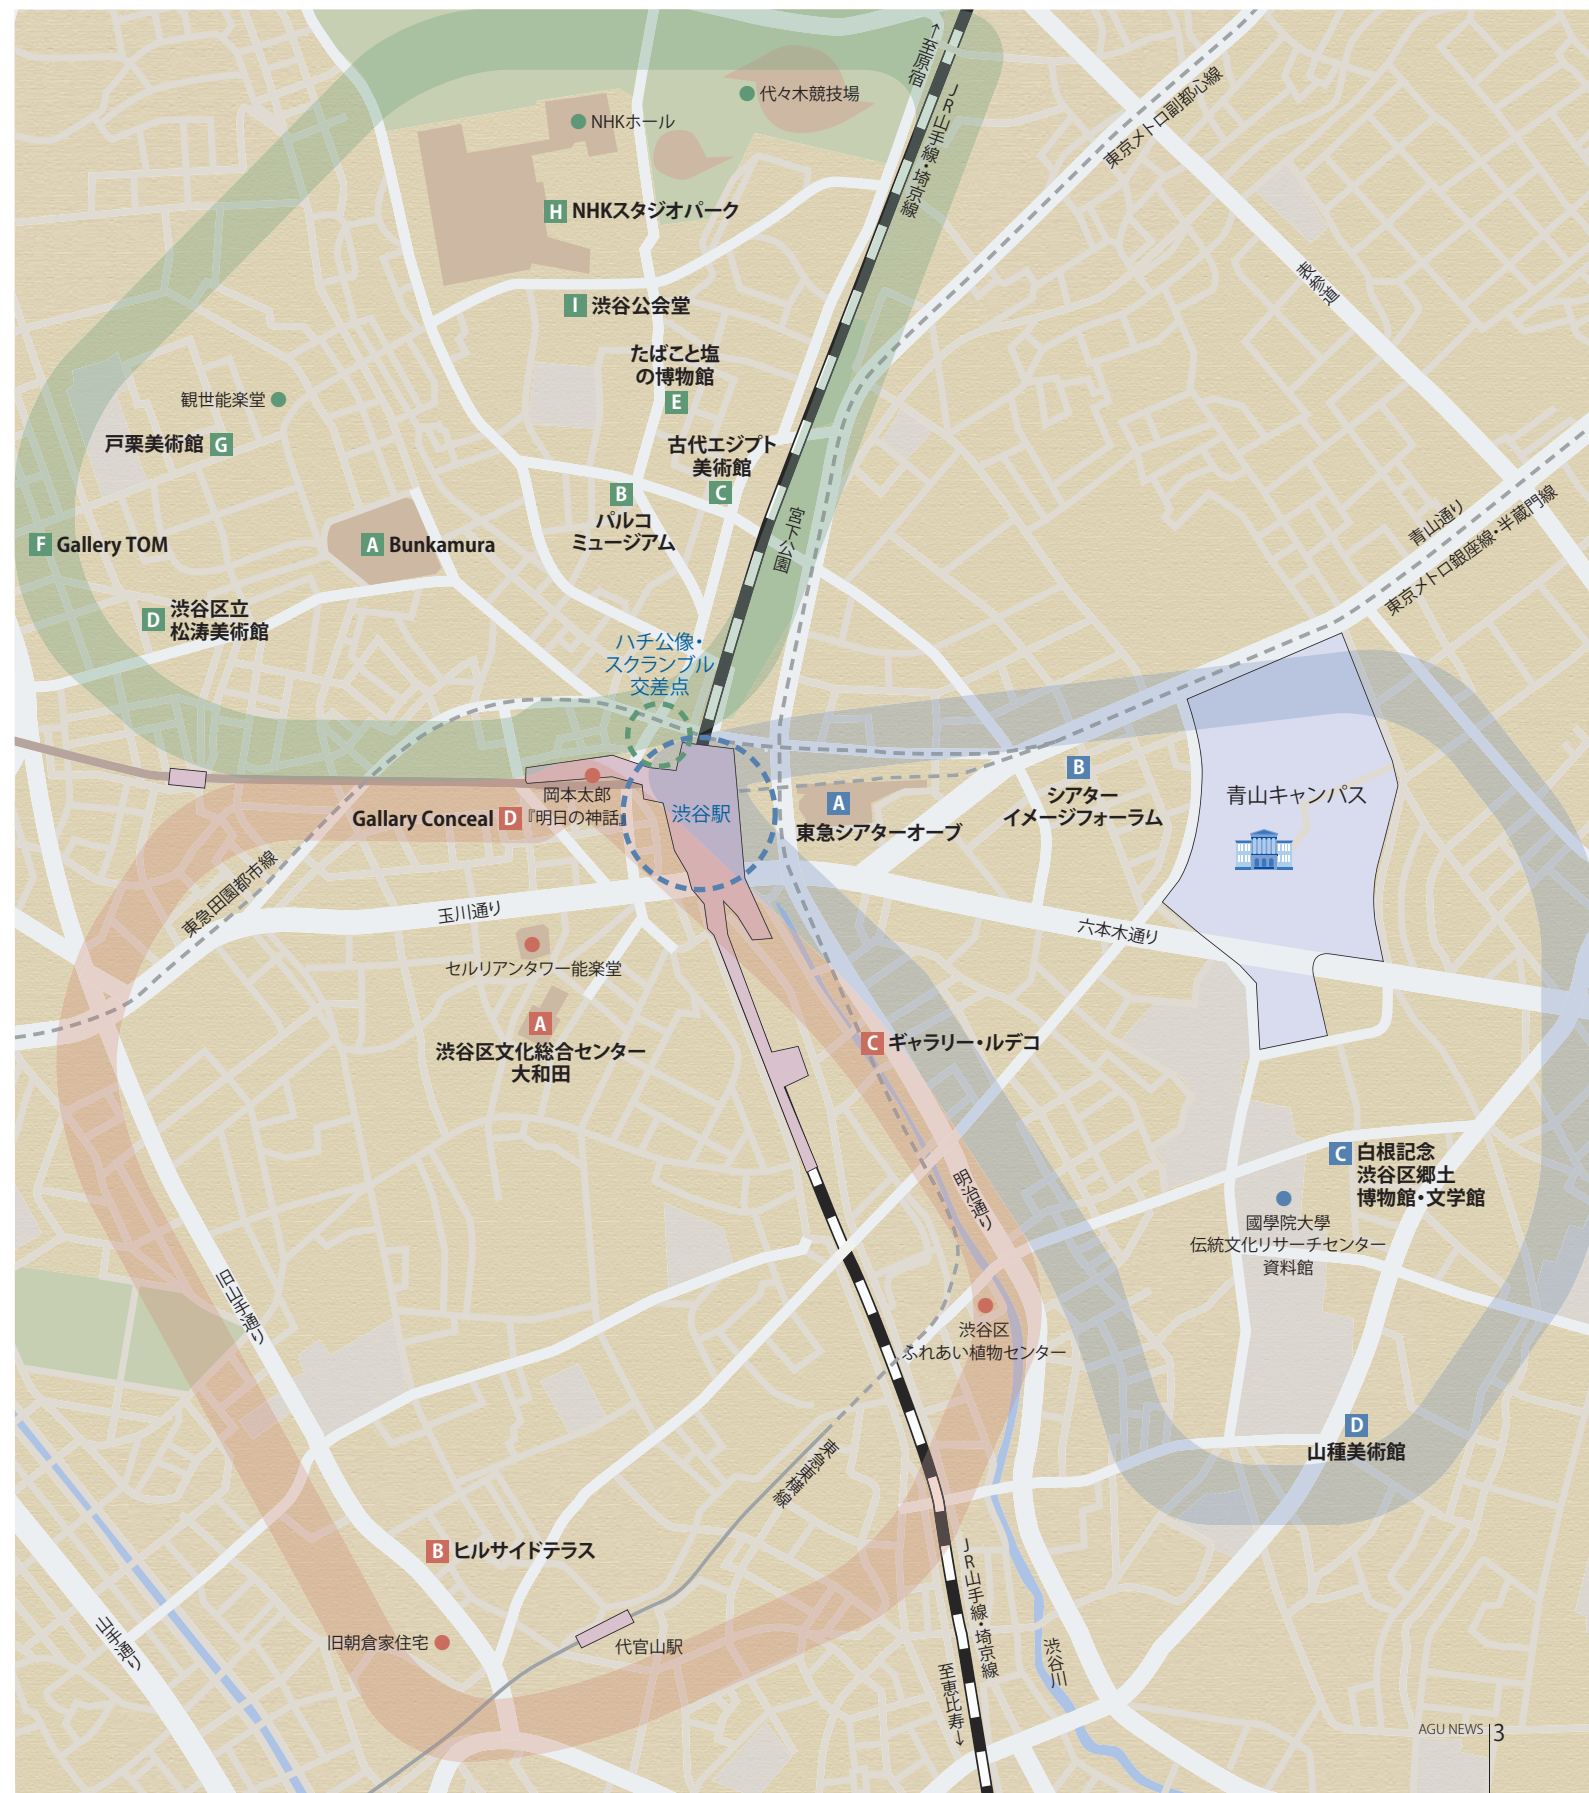 ↑至原宿
JR山手線・埼京線
代々木競技場
NHKホール
東京メトロ副都心線
H NHKスタジオパーク
表参道
I 渋谷公会堂
たばこと塩
の博物館
E
観世能楽堂
戸栗美術館 G
古代エジプト
美術館
C
B
パルコ
ミュージアム
宮下公園
青山通り
東京メトロ銀座線・半蔵門線
F Gallery TOM
A Bunkamura
D 渋谷区立
松涛美術館
ハチ公像・
スクランブル
交差点
岡本太郎
『明日の神話』
Gallary Conceal D
渋谷駅
A
東急シアターオーブ
B
シアター
イメージフォーラム
青山キャンパス
東急田園都市線
玉川通り
六本木通り
セルリアンタワー能楽堂
A
渋谷区文化総合センター
大和田
C ギャラリー・ルデコ
明治通り
C 白根記念
渋谷区郷土
博物館・文学館
國學院大學
伝統文化リサーチセンター
資料館
旧山手通り
渋谷区
ふれあい植物センター
D
山種美術館
東急東横線
B ヒルサイドテラス
JR山手線・埼京線
山手通り
旧朝倉家住宅
代官山駅
至恵比寿↓
渋谷川
AGU NEWS 3